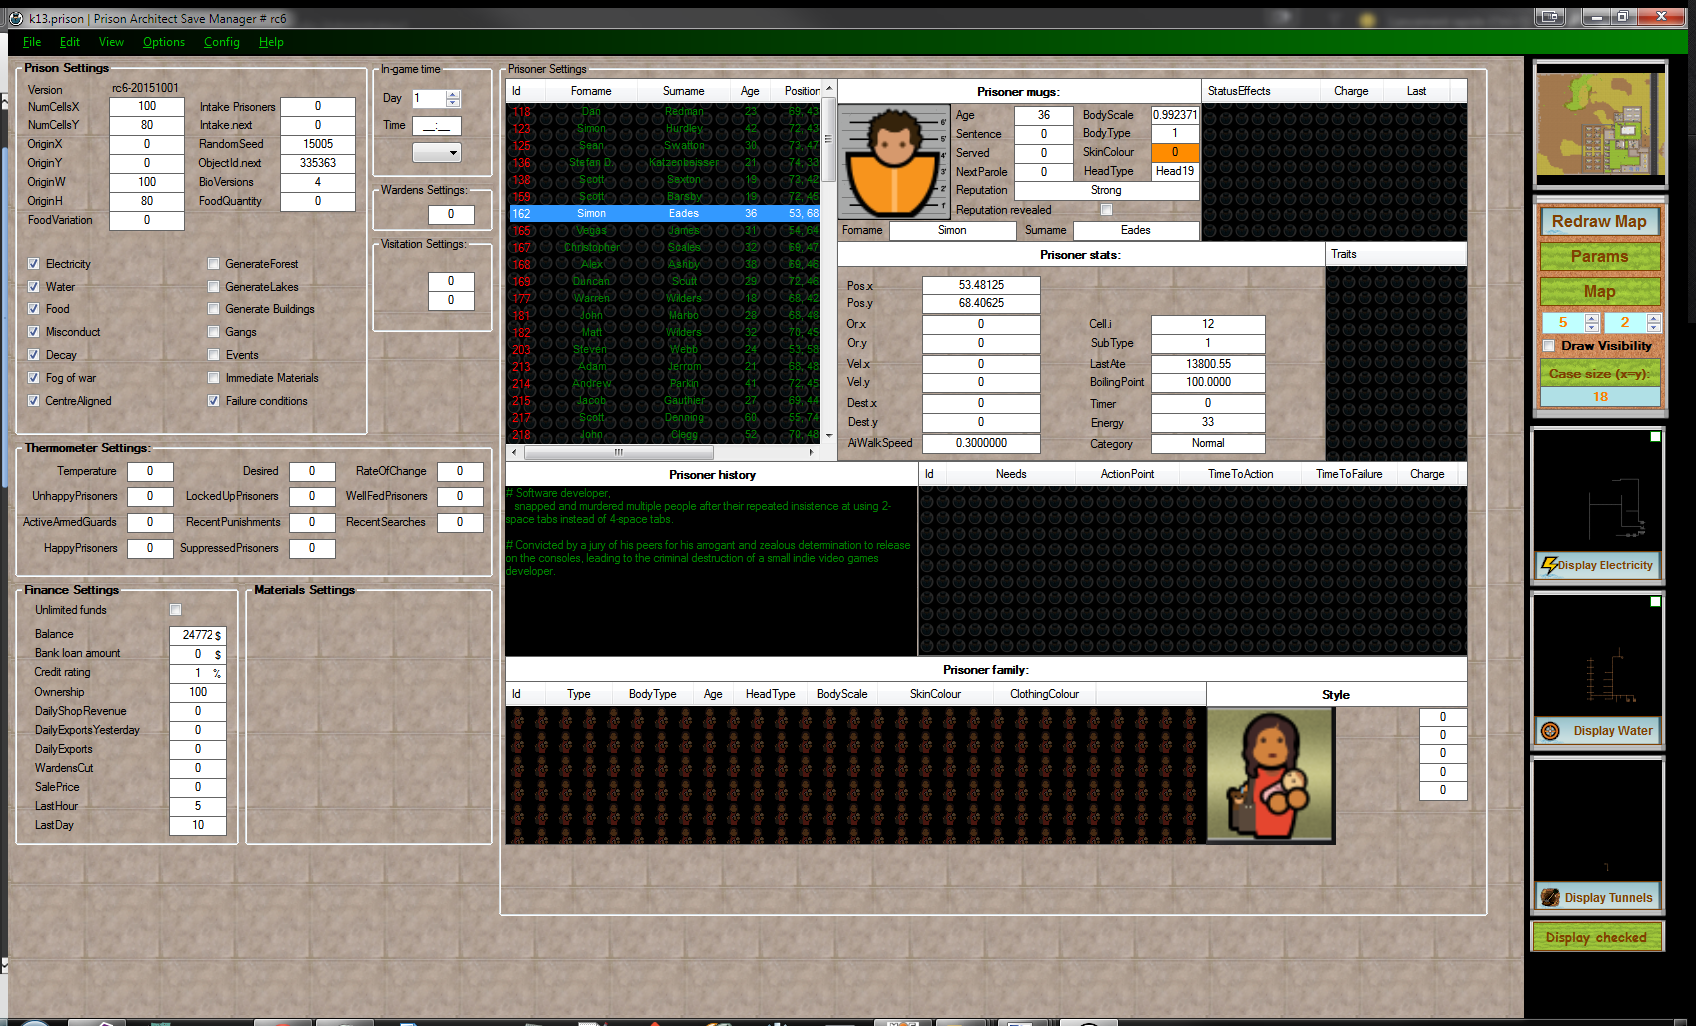 k13.prison | Prison Architect Save Manager # rc6
File Edit View Options Config Help
Prison Settings
Version rc6-20151001
NumCellsX 100 Intake Prisoners 0
NumCellsY 80 Intake.next 0
OriginX 0 RandomSeed 15005
OriginY 0 ObjectId.next 335363
OriginW 100 BioVersions 4
OriginH 80 FoodQuantity 0
FoodVariation 0
Electricity GenerateForest
Water GenerateLakes
Food Generate Buildings
Misconduct Gangs
Decay Events
Fog of war Immediate Materials
CentreAligned Failure conditions
In-game time
Day 1
Time __:__
Wardens Settings:
0
Visitation Settings:
0
0
Thermometer Settings:
Temperature 0 Desired 0 RateOfChange 0
UnhappyPrisoners 0 LockedUpPrisoners 0 WellFedPrisoners 0
ActiveArmedGuards 0 RecentPunishments 0 RecentSearches 0
HappyPrisoners 0 SuppressedPrisoners 0
Finance Settings
Unlimited funds
Balance 24772 $
Bank loan amount 0 $
Credit rating 1 %
Ownership 100
DailyShopRevenue 0
DailyExportsYesterday 0
DailyExports 0
WardensCut 0
SalePrice 0
LastHour 5
LastDay 10
Materials Settings
Prisoner Settings
Id Forname Surname Age Position
118 Dan Redman 23 69, 43
123 Simon Hurdley 42 72, 43
125 Sean Swatton 30 73, 47
136 Stefan D. Katzenbeisser 21 74, 33
138 Scott Sexton 19 73, 42
159 Scott Barsby 19 72, 45
162 Simon Eades 36 53, 68
165 Vegas James 31 54, 64
167 Christopher Scales 32 69, 47
168 Alex Ashby 38 69, 46
169 Duncan Scutt 29 72, 46
177 Warren Wilders 18 68, 42
181 John Marbo 28 68, 48
182 Matt Wilders 32 70, 45
203 Steven Webb 24 53, 58
213 Adam Jerrom 21 68, 48
214 Andrew Parkin 41 72, 45
215 Jacob Gauthier 27 69, 44
217 Scott Denning 60 55, 74
218 John Clegg 52 70, 48
Prisoner mugs:
6'
5'
4'
3'
2'
1'
Age 36 BodyScale 0.992371
Sentence 0 BodyType 1
Served 0 SkinColour 0
NextParole 0 HeadType Head19
Reputation Strong
Reputation revealed
Forname Simon Surname Eades
StatusEffects Charge Last
Prisoner stats:
Pos.x 53.48125
Pos.y 68.40625
Or.x 0 Cell.i 12
Or.y 0 SubType 1
Vel.x 0 LastAte 13800.55
Vel.y 0 BoilingPoint 100.0000
Dest.x 0 Timer 0
Dest.y 0 Energy 33
AiWalkSpeed 0.3000000 Category Normal
Traits
Prisoner history
# Software developer,
snapped and murdered multiple people after their repeated insistence at using 2-
space tabs instead of 4-space tabs.
# Convicted by a jury of his peers for his arrogant and zealous determination to release
on the consoles, leading to the criminal destruction of a small indie video games
developer.
Id Needs ActionPoint TimeToAction TimeToFailure Charge
Prisoner family:
Id Type BodyType Age HeadType BodyScale SkinColour ClothingColour
Style
0
0
0
0
0
Redraw Map
Params
Map
5 2
Draw Visibility
Case size (x=y):
18
Display Electricity
Display Water
Display Tunnels
Display checked